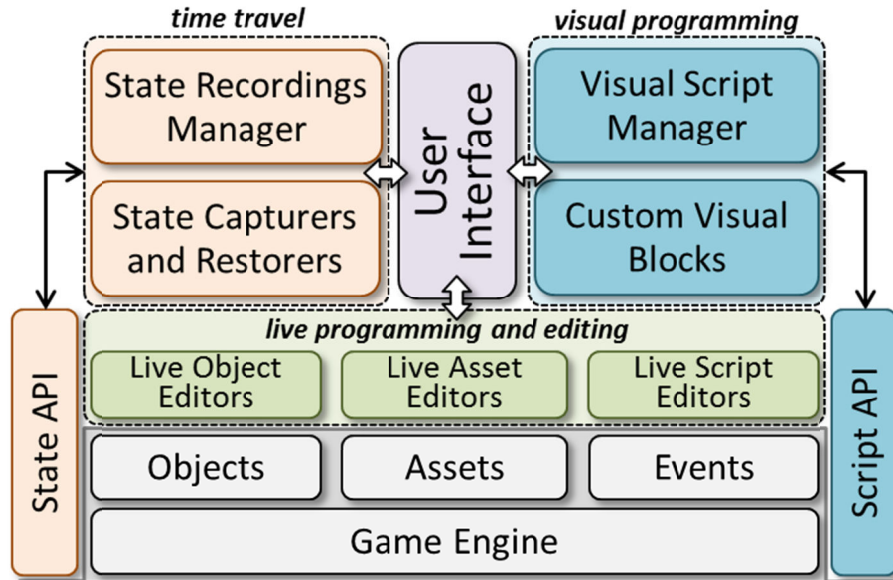 time travel
visual programming
State Recordings
Manager
User
Interface
Visual Script
Manager
State Capturers
and Restorers
Custom Visual
Blocks
live programming and editing
State API
Live Object
Editors
Live Asset
Editors
Live Script
Editors
Script API
Objects
Assets
Events
Game Engine